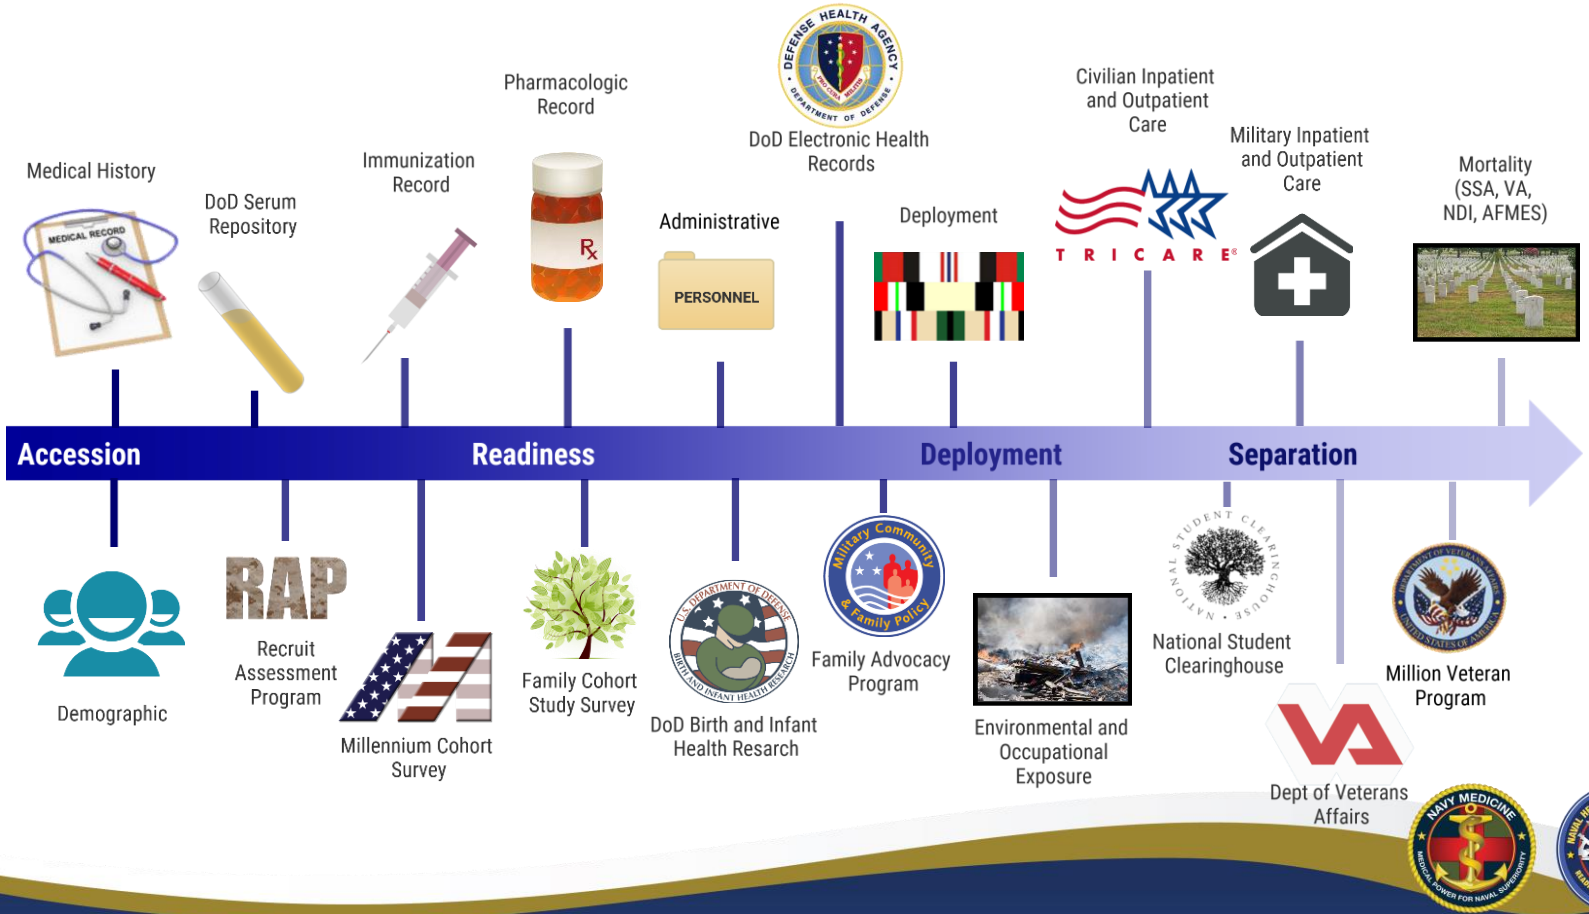 Medical History
MEDICAL RECORD
DoD Serum
Repository
Immunization
Record
Pharmacologic
Record
Rx
Administrative
PERSONNEL
DEFENSE HEALTH AGENCY
PRO CURA MILITIS
DEPARTMENT OF DEFENSE
DoD Electronic Health
Records
Deployment
Civilian Inpatient
and Outpatient
Care
TRICARE®
Military Inpatient
and Outpatient
Care
Mortality
(SSA, VA,
NDI, AFMES)
Accession
Readiness
Deployment
Separation
Demographic
RAP
Recruit
Assessment
Program
Millennium Cohort
Survey
Family Cohort
Study Survey
U.S. DEPARTMENT OF DEFENSE
BIRTH AND INFANT HEALTH RESEARCH
DoD Birth and Infant
Health Resarch
Military Community
& Family Policy
Family Advocacy
Program
Environmental and
Occupational
Exposure
NATIONAL STUDENT CLEARINGHOUSE
National Student
Clearinghouse
VA
Dept of Veterans
Affairs
DEPARTMENT OF VETERANS AFFAIRS
UNITED STATES OF AMERICA
Million Veteran
Program
NAVY MEDICINE
MEDICAL POWER FOR NAVAL SUPERIORITY
NAVAL